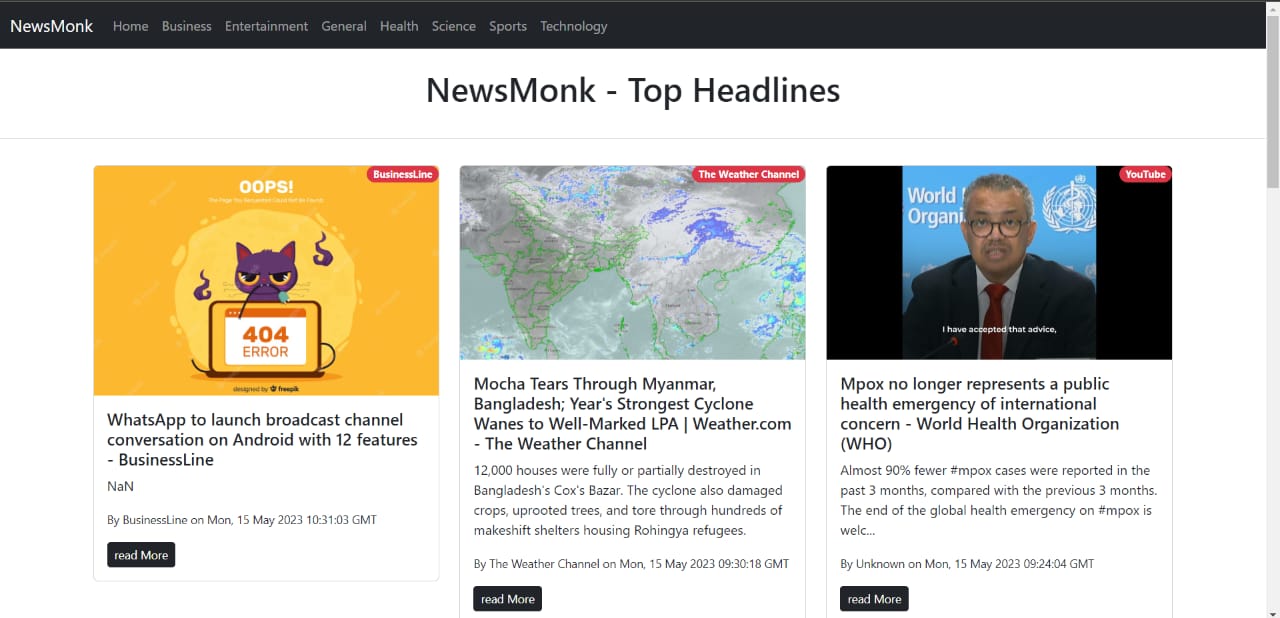 NewsMonk Home Business Entertainment General Health Science Sports Technology
NewsMonk - Top Headlines
BusinessLine
OOPS!
The Page You Requested Could Not Be Found
404
ERROR
designed by freepik
WhatsApp to launch broadcast channel
conversation on Android with 12 features
- BusinessLine
NaN
By BusinessLine on Mon, 15 May 2023 10:31:03 GMT
read More
The Weather Channel
Mocha Tears Through Myanmar,
Bangladesh; Year's Strongest Cyclone
Wanes to Well-Marked LPA | Weather.com
- The Weather Channel
12,000 houses were fully or partially destroyed in
Bangladesh's Cox's Bazar. The cyclone also damaged
crops, uprooted trees, and tore through hundreds of
makeshift shelters housing Rohingya refugees.
By The Weather Channel on Mon, 15 May 2023 09:30:18 GMT
read More
YouTube
World
Organi
I have accepted that advice,
Mpox no longer represents a public
health emergency of international
concern - World Health Organization
(WHO)
Almost 90% fewer #mpox cases were reported in the
past 3 months, compared with the previous 3 months.
The end of the global health emergency on #mpox is
welc...
By Unknown on Mon, 15 May 2023 09:24:04 GMT
read More